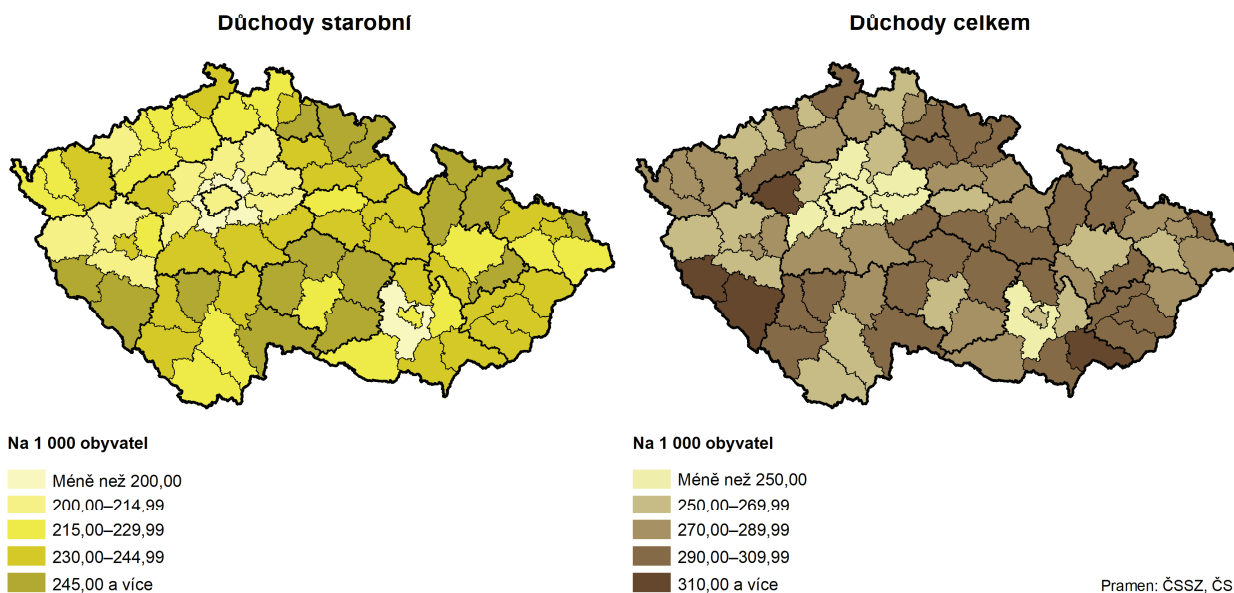 Důchody starobní
Důchody celkem
Na 1 000 obyvatel
Méně než 200,00
200,00–214,99
215,00–229,99
230,00–244,99
245,00 a více
Na 1 000 obyvatel
Méně než 250,00
250,00–269,99
270,00–289,99
290,00–309,99
310,00 a více
Pramen: ČSSZ, ČS